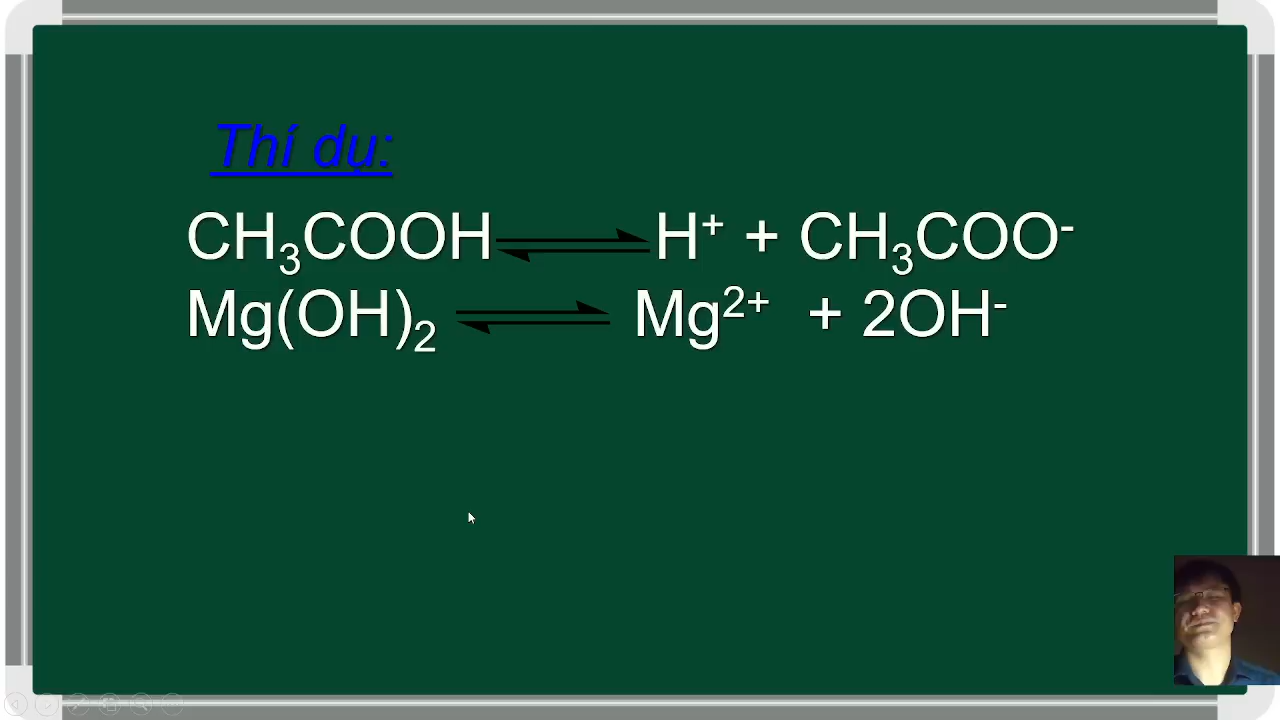 Thí dụ:
CH₃COOH ⇌ H⁺ + CH₃COO⁻
Mg(OH)₂ ⇌ Mg²⁺ + 2OH⁻